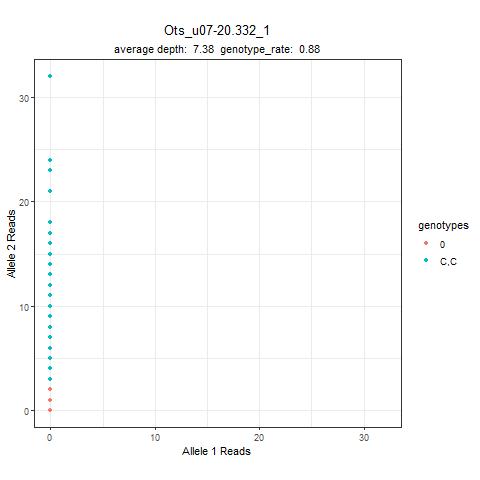 Ots_u07-20.332_1
average depth: 7.38 genotype_rate: 0.88
30
20
10
0
0 10 20 30
Allele 2 Reads
Allele 1 Reads
genotypes
0
C,C